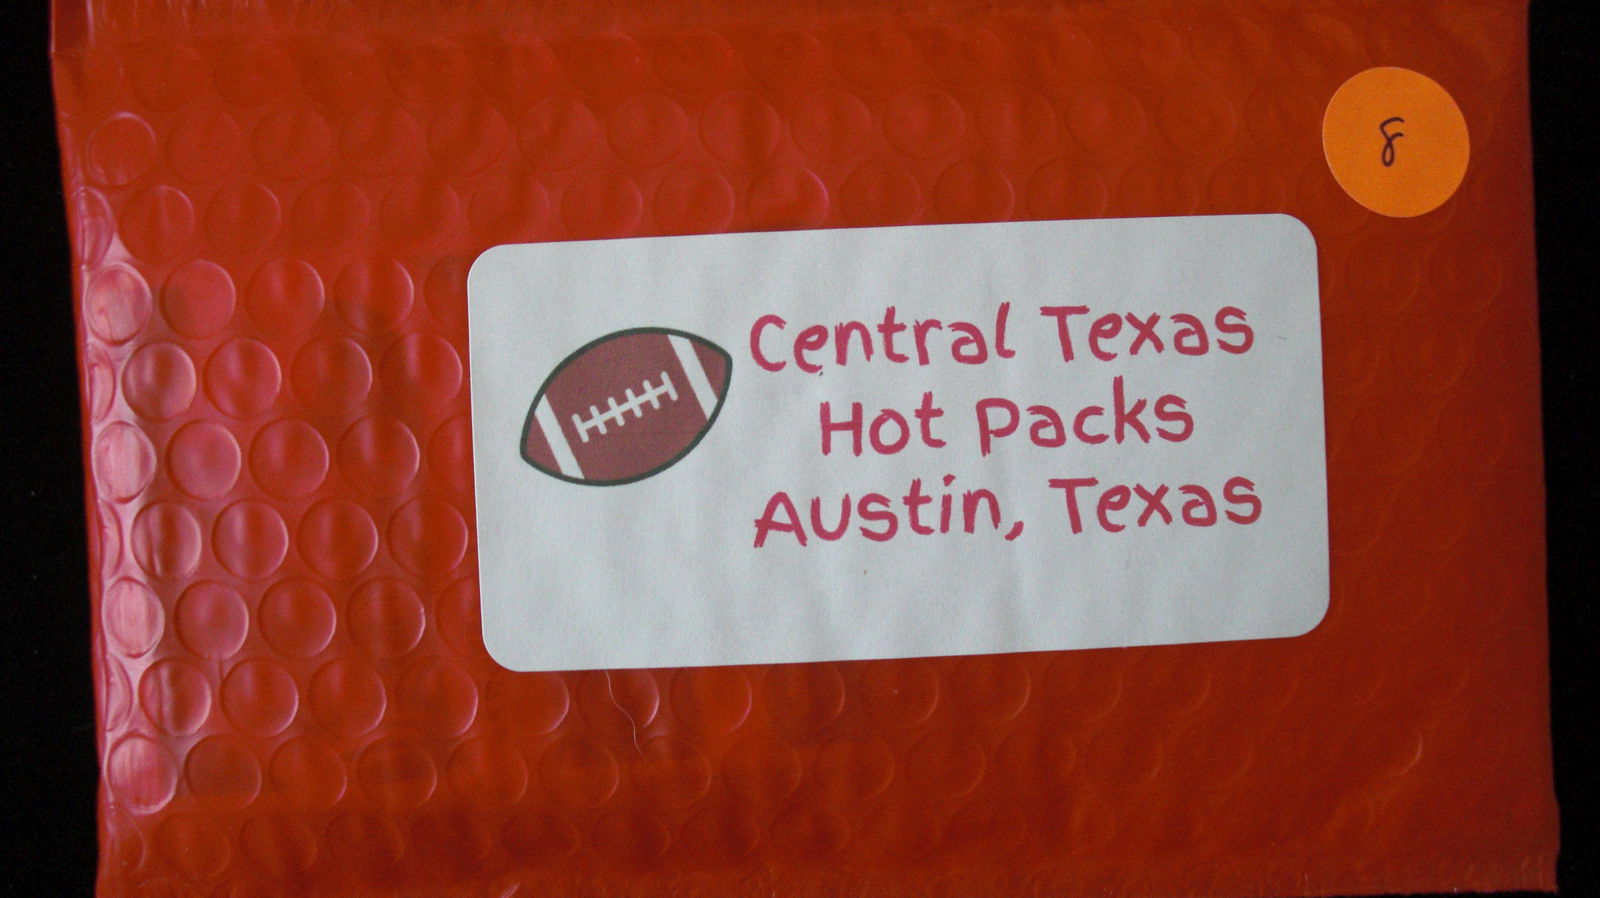 8
Central Texas
Hot Packs
Austin, Texas